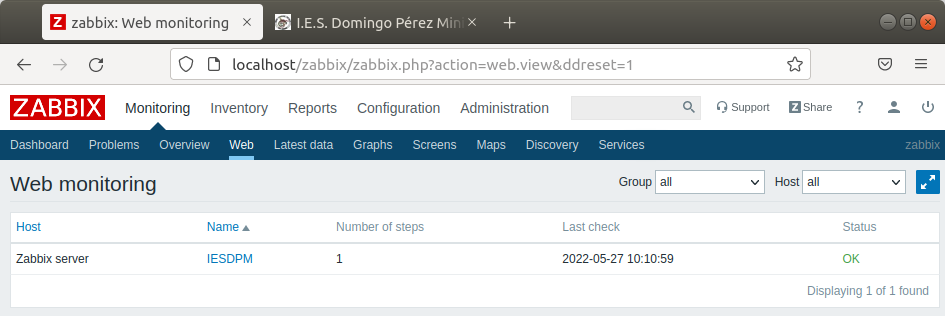 zabbix: Web monitoring
I.E.S. Domingo Pérez Min
localhost/zabbix/zabbix.php?action=web.view&ddreset=1
ZABBIX Monitoring Inventory Reports Configuration Administration Support Z Share ?
Dashboard Problems Overview Web Latest data Graphs Screens Maps Discovery Services zabbix
Web monitoring Group all Host all
Host Name Number of steps Last check Status
Zabbix server IESDPM 1 2022-05-27 10:10:59 OK
Displaying 1 of 1 found